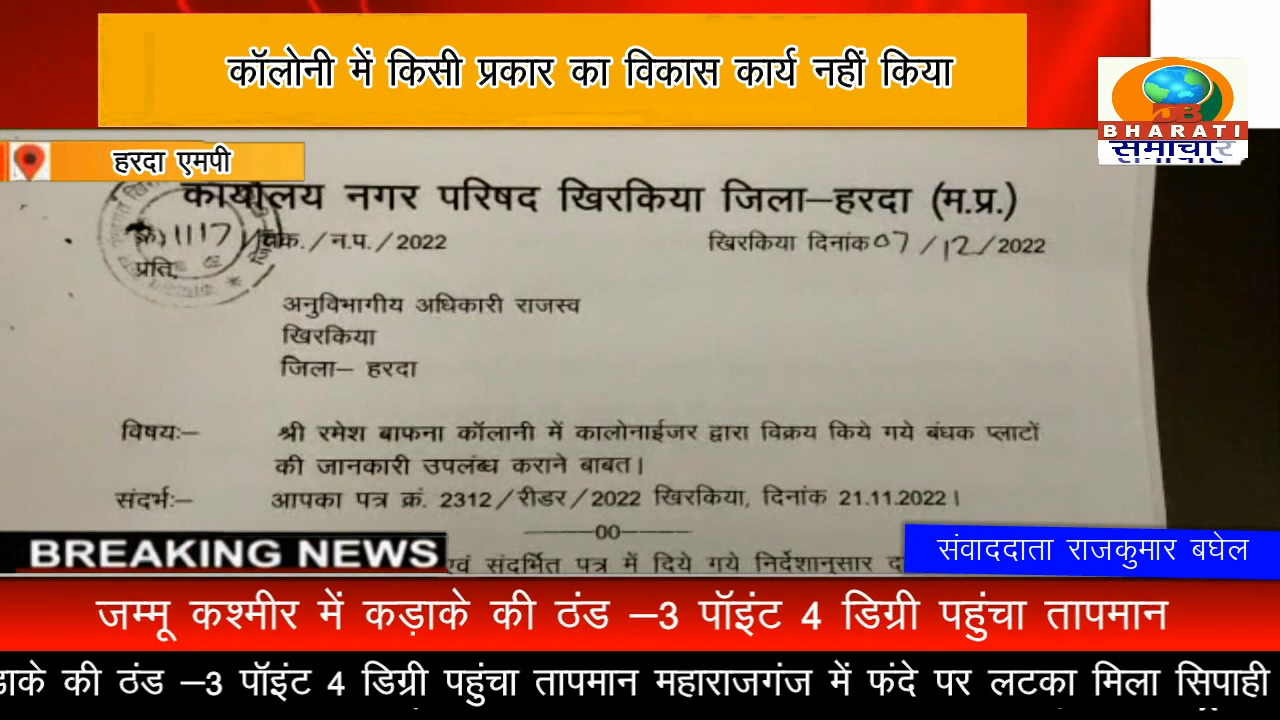 कॉलोनी में किसी प्रकार का विकास कार्य नहीं किया
BHARATI
समाचार
हरदा एमपी
कार्यालय नगर परिषद खिरकिया जिला–हरदा (म.प्र.)
क्र) 1117 /क./न.प./2022 खिरकिया दिनांक 07/12/2022
प्रति,
अनुविभागीय अधिकारी राजस्व
खिरकिया
जिला– हरदा
विषयः– श्री रमेश बाफना कॉलानी में कालोनाईजर द्वारा विक्रय किये गये बंधक प्लाटो
की जानकारी उपलंब्ध कराने बाबत।
संदर्भः– आपका पत्र क्रं. 2312/रीडर/2022 खिरकिया, दिनांक 21.11.2022।
——00——
एवं संदर्भित पत्र में दिये गये निर्देशानुसार
BREAKING NEWS
संवाददाता राजकुमार बघेल
जम्मू कश्मीर में कड़ाके की ठंड –3 पॉइंट 4 डिग्री पहुंचा तापमान
ड़ाके की ठंड –3 पॉइंट 4 डिग्री पहुंचा तापमान महाराजगंज में फंदे पर लटका मिला सिपाही